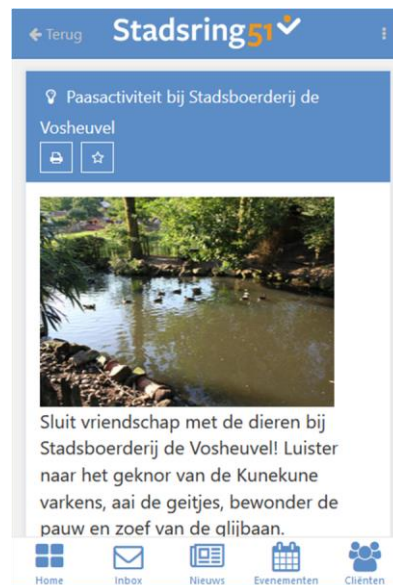 Terug
Stadsring51
Paasactiviteit bij Stadsboerderij de
Vosheuvel
Sluit vriendschap met de dieren bij
Stadsboerderij de Vosheuvel! Luister
naar het geknor van de Kunekune
varkens, aai de geitjes, bewonder de
pauw en zoef van de glijbaan.
Home
Inbox
Nieuws
Evenementen
Cliënten